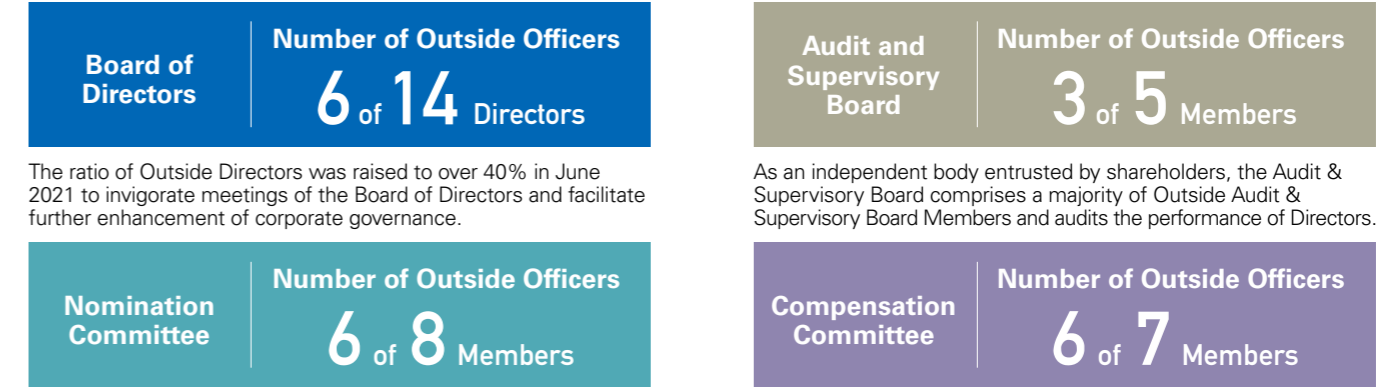 Board of
Directors
Number of Outside Officers
6 of 14 Directors
The ratio of Outside Directors was raised to over 40% in June
2021 to invigorate meetings of the Board of Directors and facilitate
further enhancement of corporate governance.
Audit and
Supervisory
Board
Number of Outside Officers
3 of 5 Members
As an independent body entrusted by shareholders, the Audit &
Supervisory Board comprises a majority of Outside Audit &
Supervisory Board Members and audits the performance of Directors.
Nomination
Committee
Number of Outside Officers
6 of 8 Members
Compensation
Committee
Number of Outside Officers
6 of 7 Members